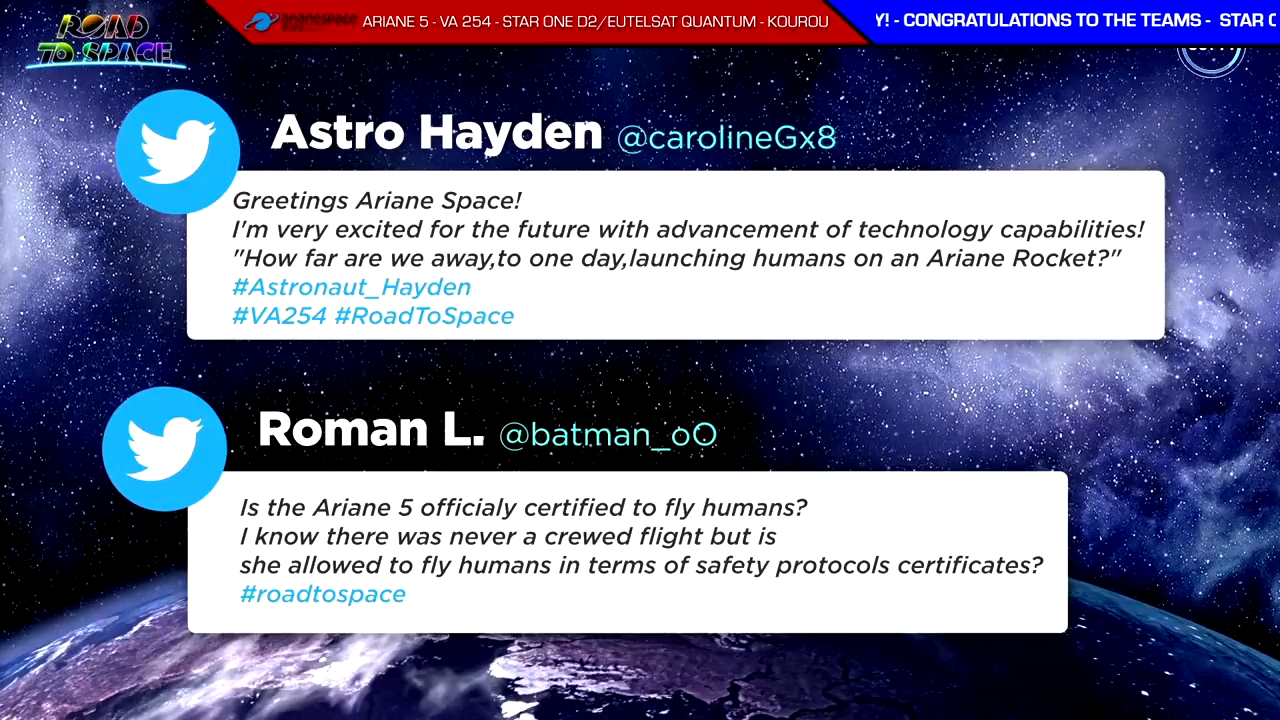 ROAD
TO SPACE
arianespace
ARIANE 5 - VA 254 - STAR ONE D2/EUTELSAT QUANTUM - KOUROU
Y! - CONGRATULATIONS TO THE TEAMS - STAR
Astro Hayden @carolineGx8
Greetings Ariane Space!
I'm very excited for the future with advancement of technology capabilities!
"How far are we away,to one day,launching humans on an Ariane Rocket?"
#Astronaut_Hayden
#VA254 #RoadToSpace
Roman L. @batman_oO
Is the Ariane 5 officialy certified to fly humans?
I know there was never a crewed flight but is
she allowed to fly humans in terms of safety protocols certificates?
#roadtospace